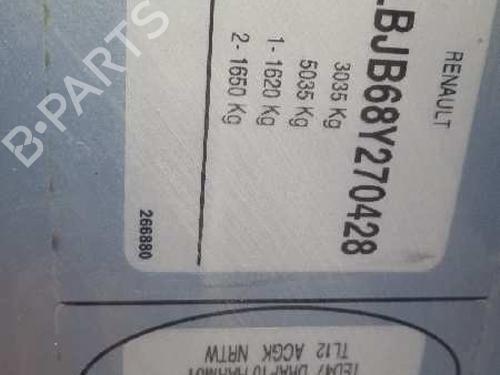 RENAULT
BJB68Y270428
3035 Kg
5035 Kg
1- 1620 Kg
2- 1650 Kg
266880
TL12 ACGK NRTW
B-PARTS